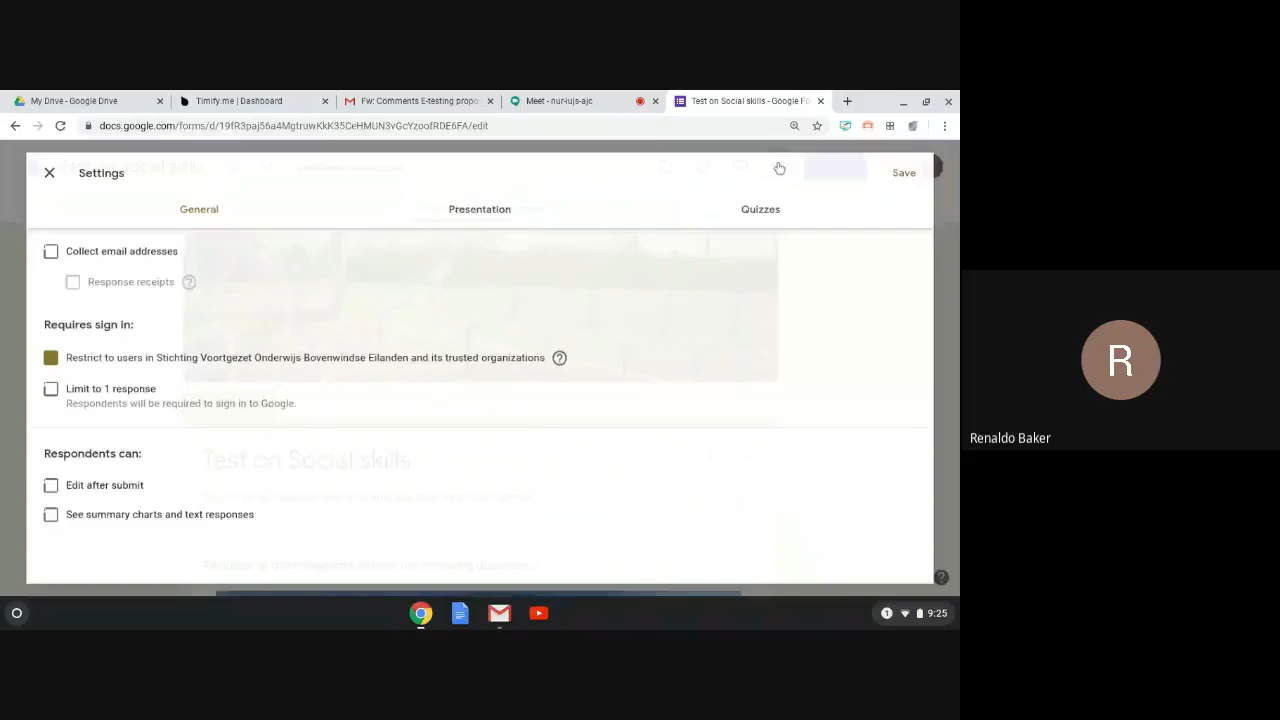 My Drive - Google Drive
Timify.me | Dashboard
Fw: Comments E-testing propo
Meet - nur-iujs-ajc
Test on Social skills - Google Fo
docs.google.com/forms/d/19fR3paj56a4MgtruwKkK35CeHMUN3vGcYzoofRDE6FA/edit
Settings
Save
General
Presentation
Quizzes
Collect email addresses
Response receipts
Requires sign in:
Restrict to users in Stichting Voortgezet Onderwijs Bovenwindse Eilanden and its trusted organizations
Limit to 1 response
Respondents will be required to sign in to Google.
Respondents can:
Test on Social skills
Edit after submit
See summary charts and text responses
1
9:25
R
Renaldo Baker